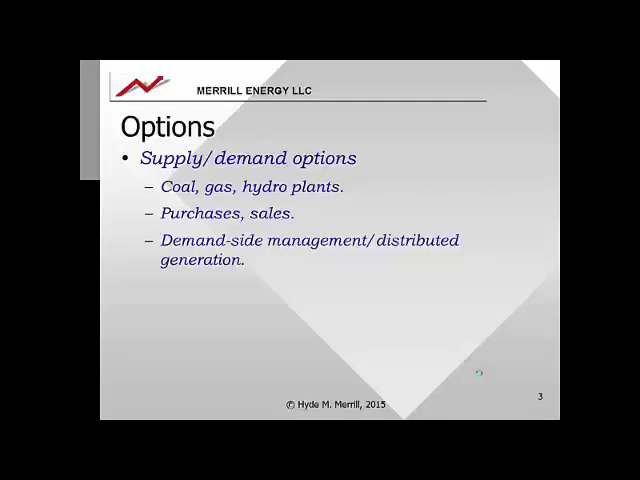 MERRILL ENERGY LLC
Options
• Supply/demand options
– Coal, gas, hydro plants.
– Purchases, sales.
– Demand-side management/distributed
generation.
© Hyde M. Merrill, 2015
3